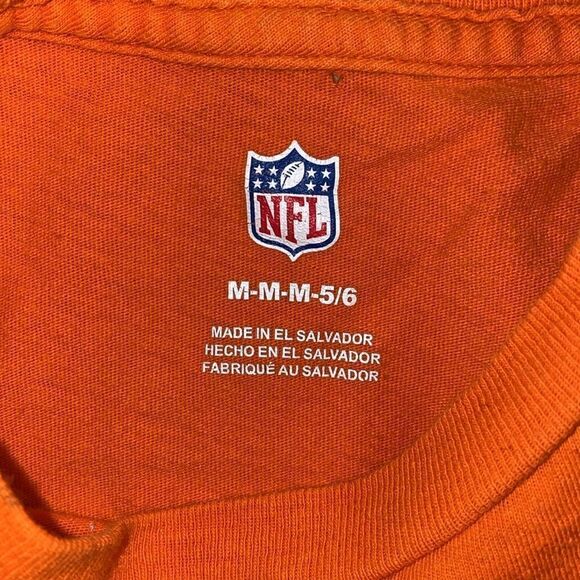 NFL
M-M-M-5/6
MADE IN EL SALVADOR
HECHO EN EL SALVADOR
FABRIQUÉ AU SALVADOR